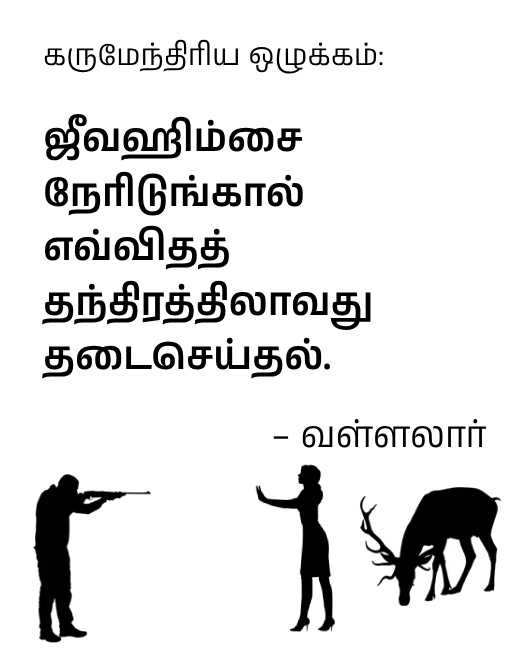 கருமேந்திரிய ஒழுக்கம்:
ஜீவஹிம்சை
நேரிடுங்கால்
எவ்விதத்
தந்திரத்திலாவது
தடைசெய்தல்.
– வள்ளலார்